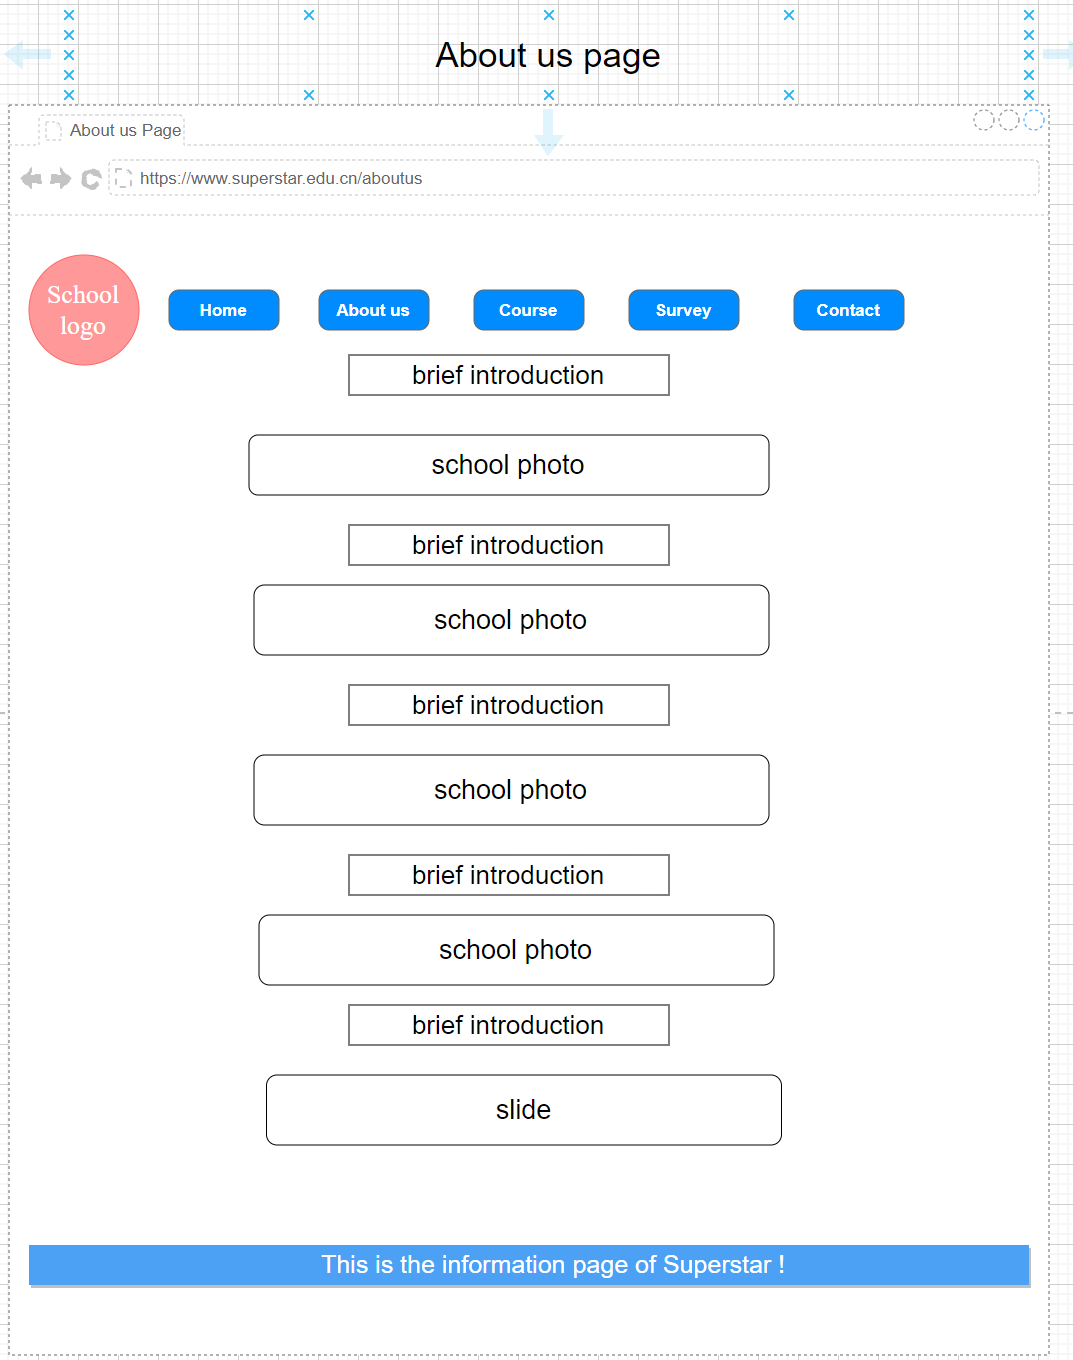 About us page
About us Page
https://www.superstar.edu.cn/aboutus
School
logo
Home
About us
Course
Survey
Contact
brief introduction
school photo
brief introduction
school photo
brief introduction
school photo
brief introduction
school photo
brief introduction
slide
This is the information page of Superstar !